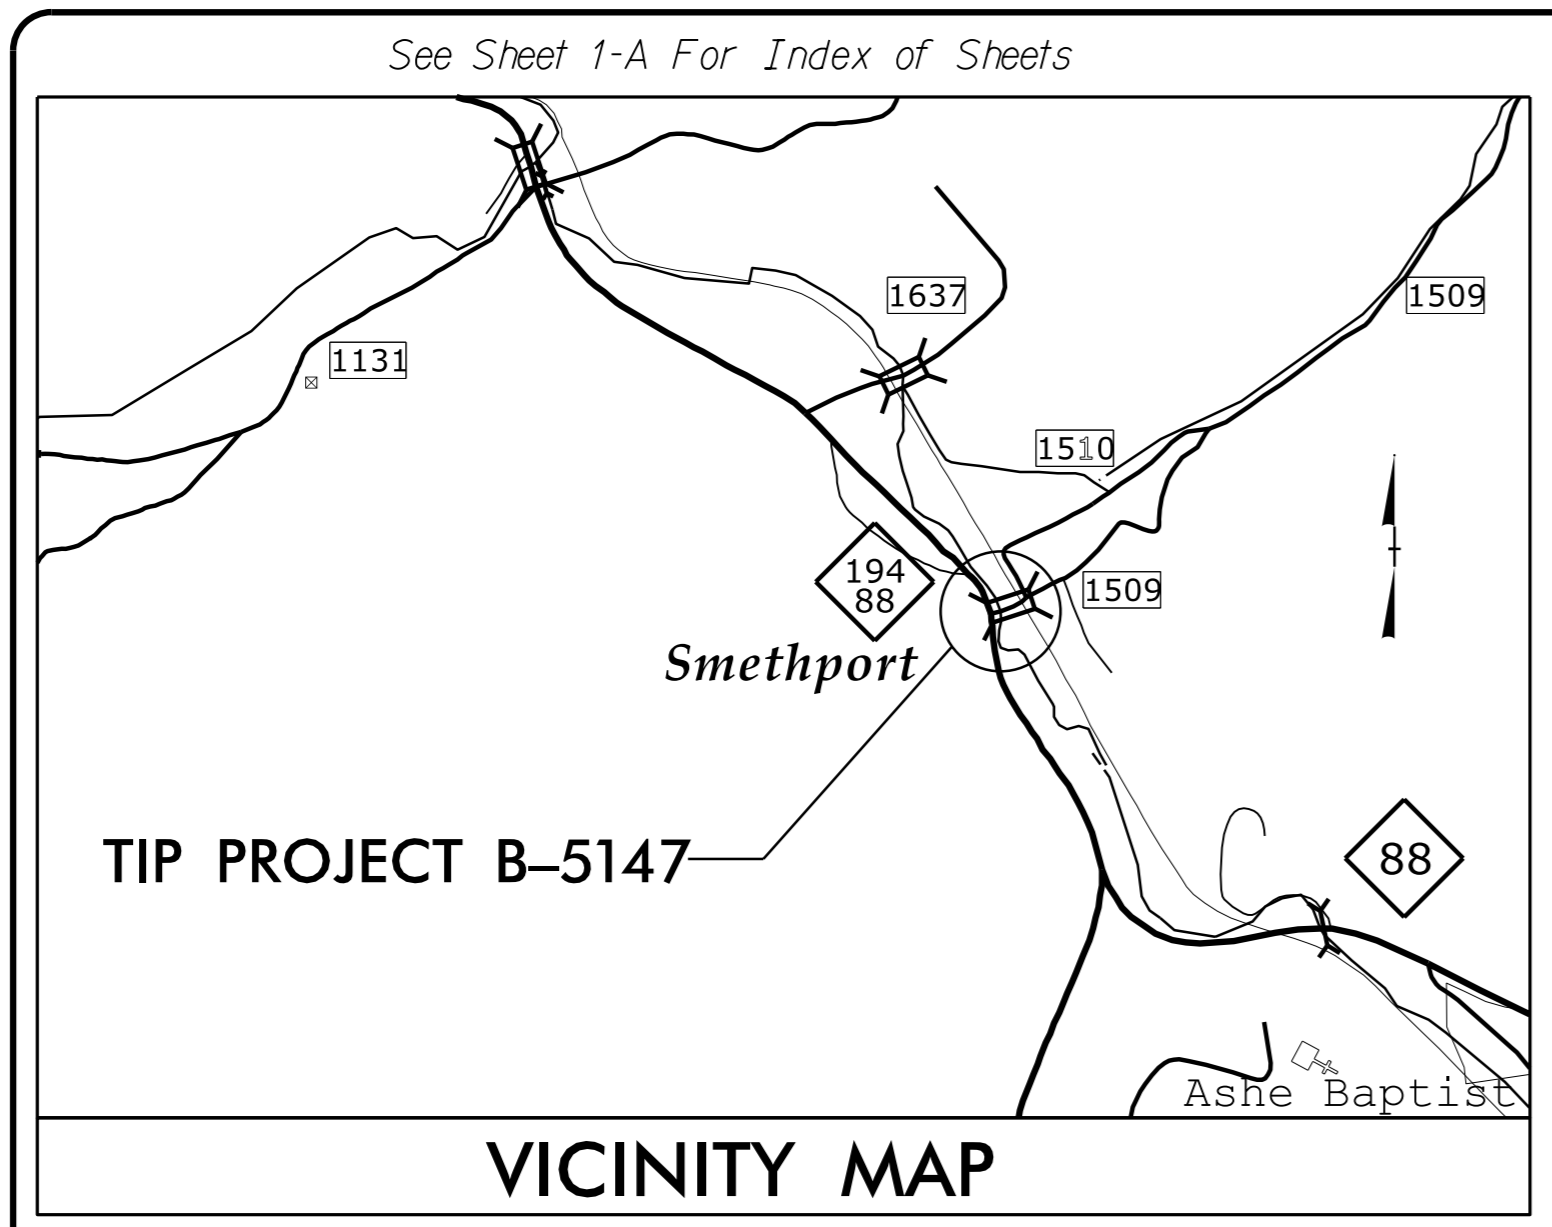 See Sheet 1-A For Index of Sheets
1637
1509
1131
1510
194
88
1509
Smethport
TIP PROJECT B–5147
88
Ashe Baptist
VICINITY MAP